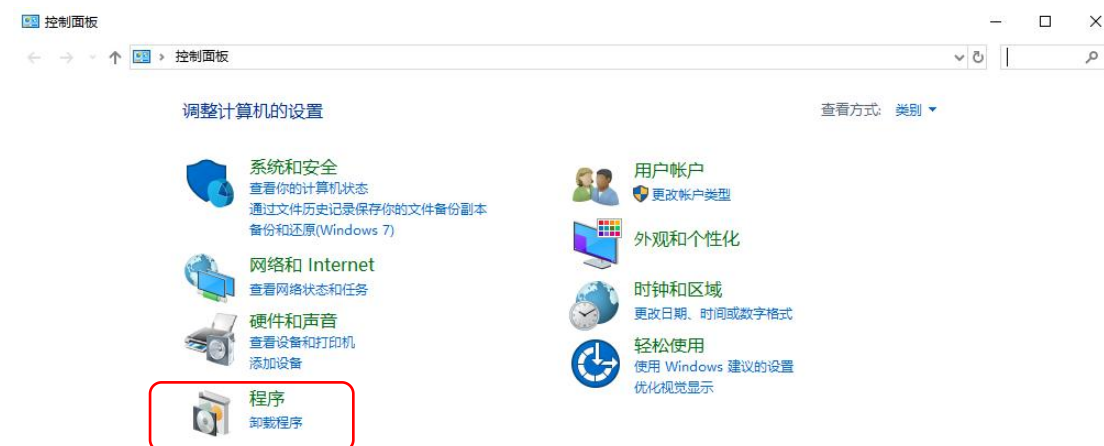 控制面板
控制面板
调整计算机的设置
查看方式: 类别
系统和安全
查看你的计算机状态
通过文件历史记录保存你的文件备份副本
备份和还原(Windows 7)
网络和 Internet
查看网络状态和任务
硬件和声音
查看设备和打印机
添加设备
程序
卸载程序
用户帐户
更改帐户类型
外观和个性化
时钟和区域
更改日期、时间或数字格式
轻松使用
使用 Windows 建议的设置
优化视觉显示